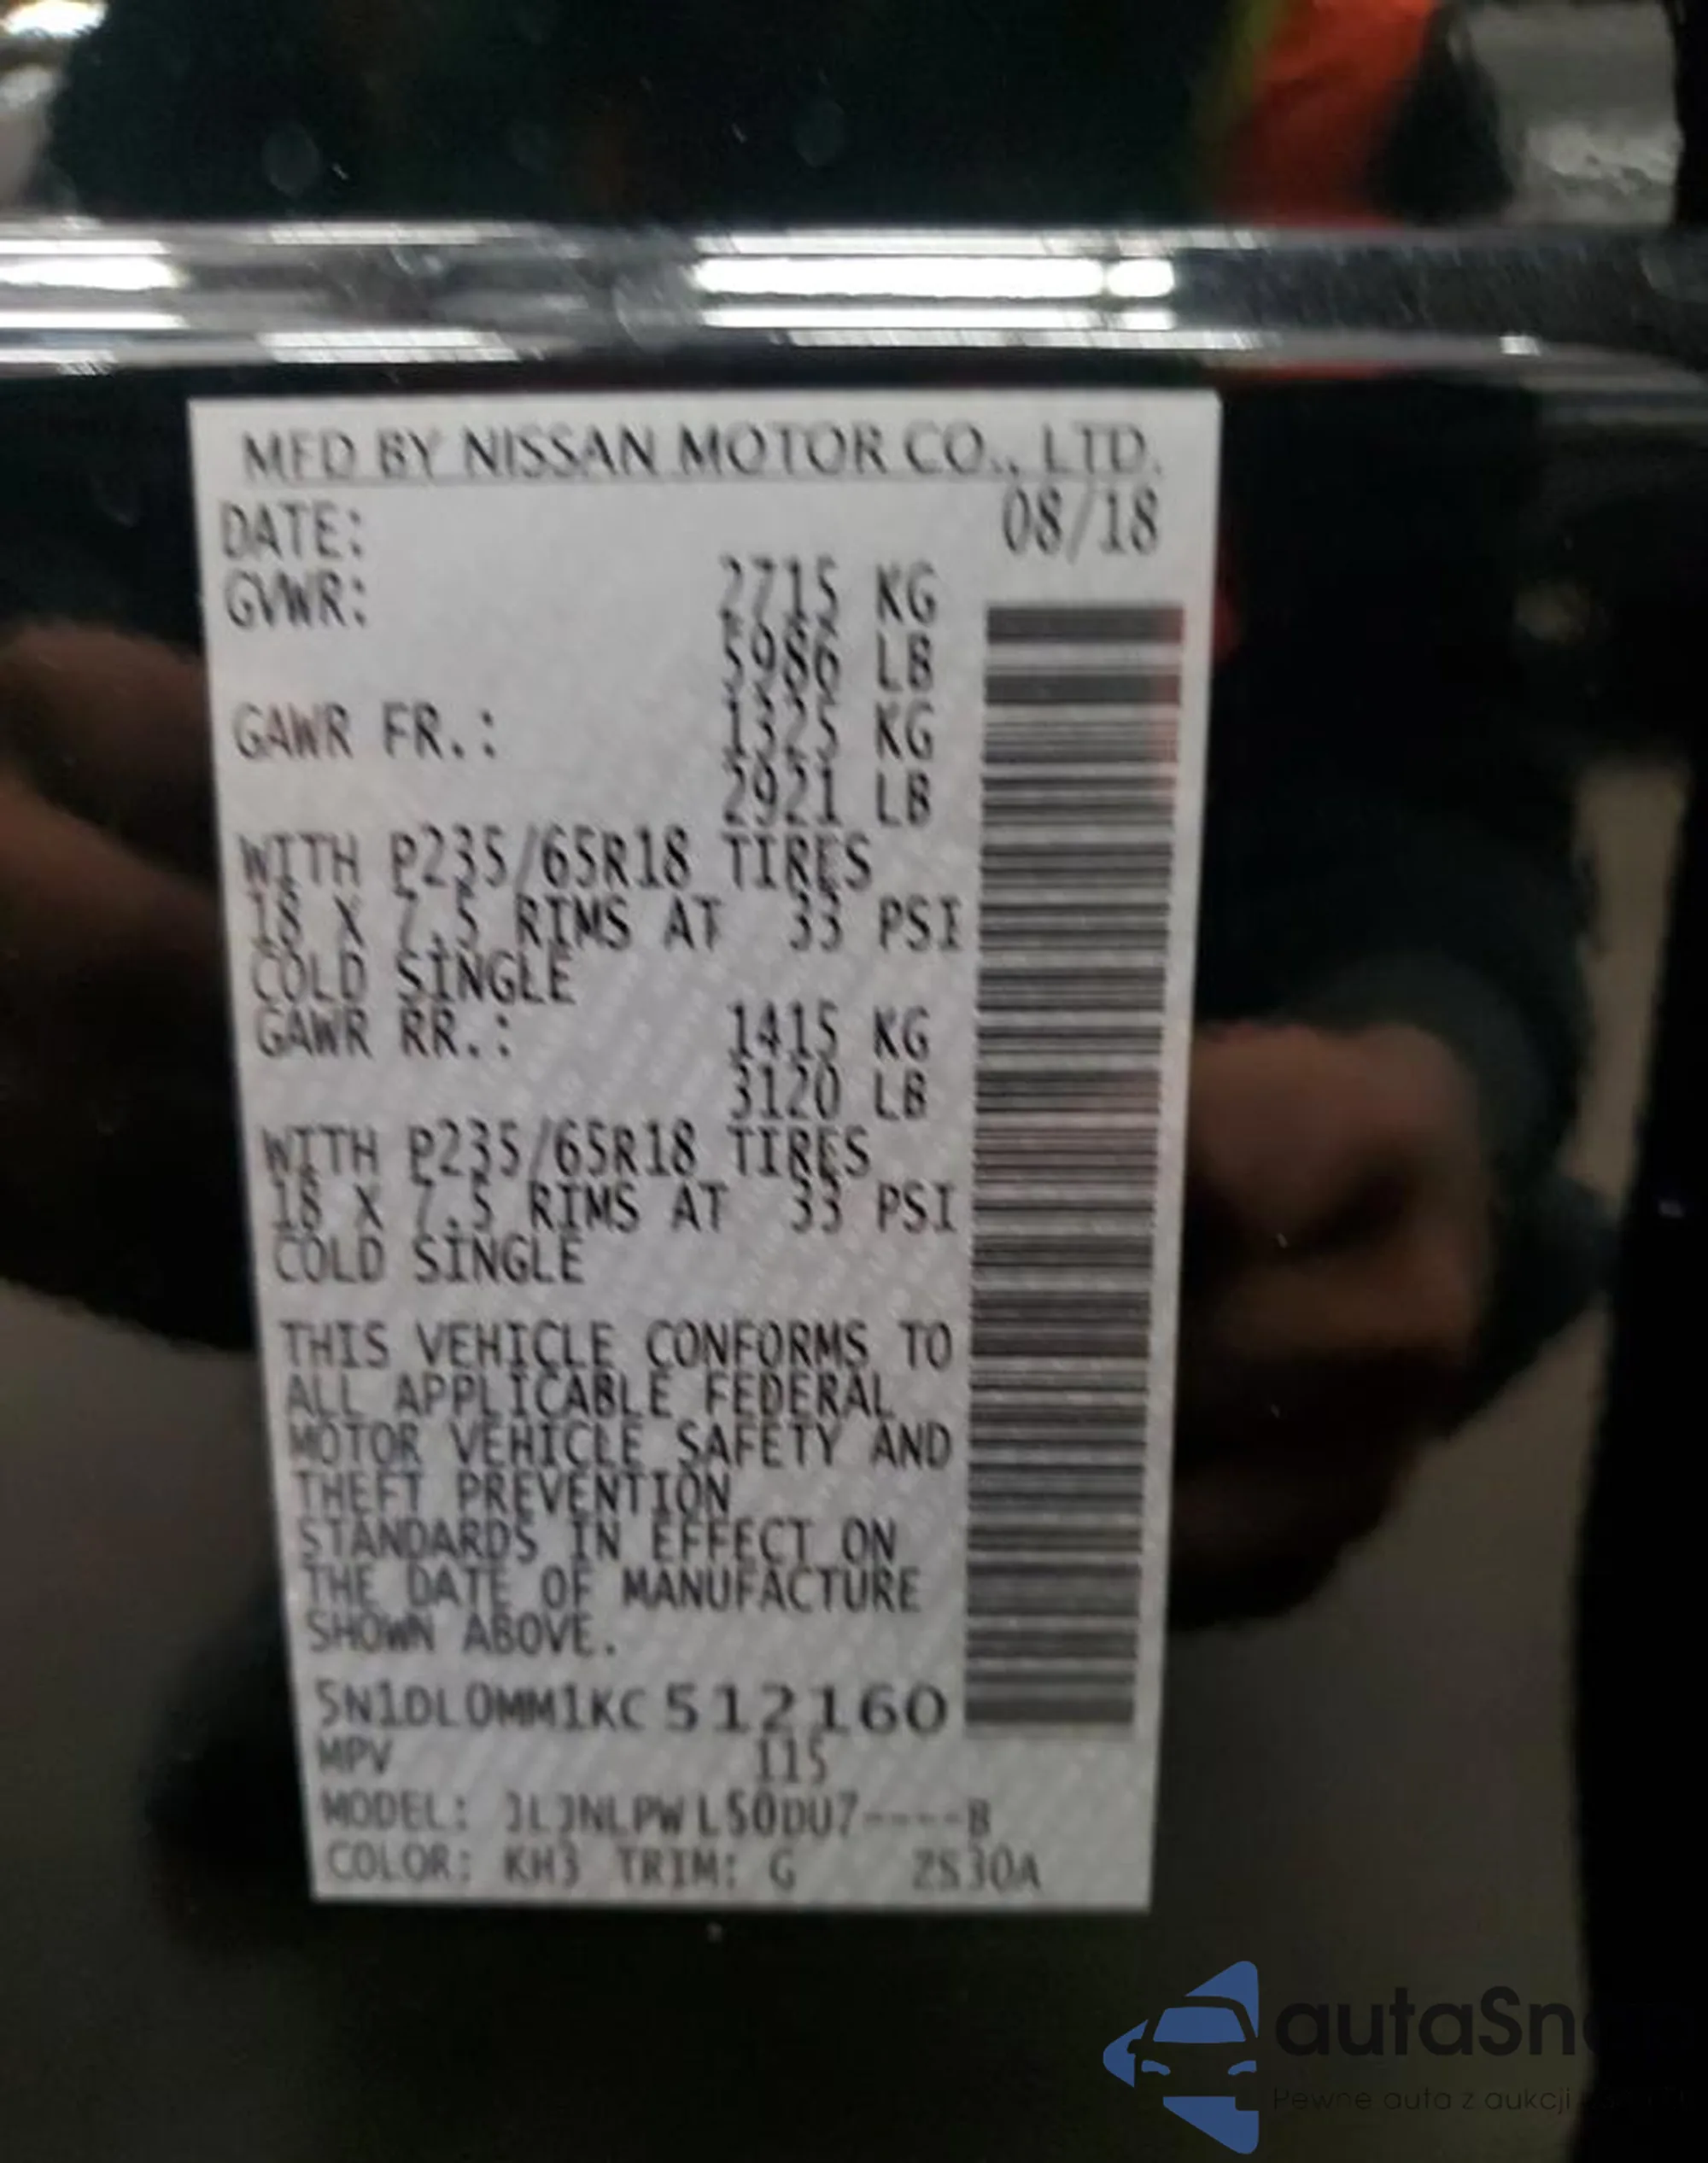 MFD BY NISSAN MOTOR CO., LTD.
DATE: 08/18
GVWR: 2715 KG
5986 LB
GAWR FR.: 1325 KG
2921 LB
WITH P235/65R18 TIRES
18 X 7.5 RIMS AT 33 PSI
COLD SINGLE
GAWR RR.: 1415 KG
3120 LB
WITH P235/65R18 TIRES
18 X 7.5 RIMS AT 33 PSI
COLD SINGLE
THIS VEHICLE CONFORMS TO
ALL APPLICABLE FEDERAL
MOTOR VEHICLE SAFETY AND
THEFT PREVENTION
STANDARDS IN EFFECT ON
THE DATE OF MANUFACTURE
SHOWN ABOVE.
5N1DL0MM1KC512160
MPV 115
MODEL: JLJNLPWL50DU7----B
COLOR: KH3 TRIM: G 2S30A
Pewne auta z aukcji